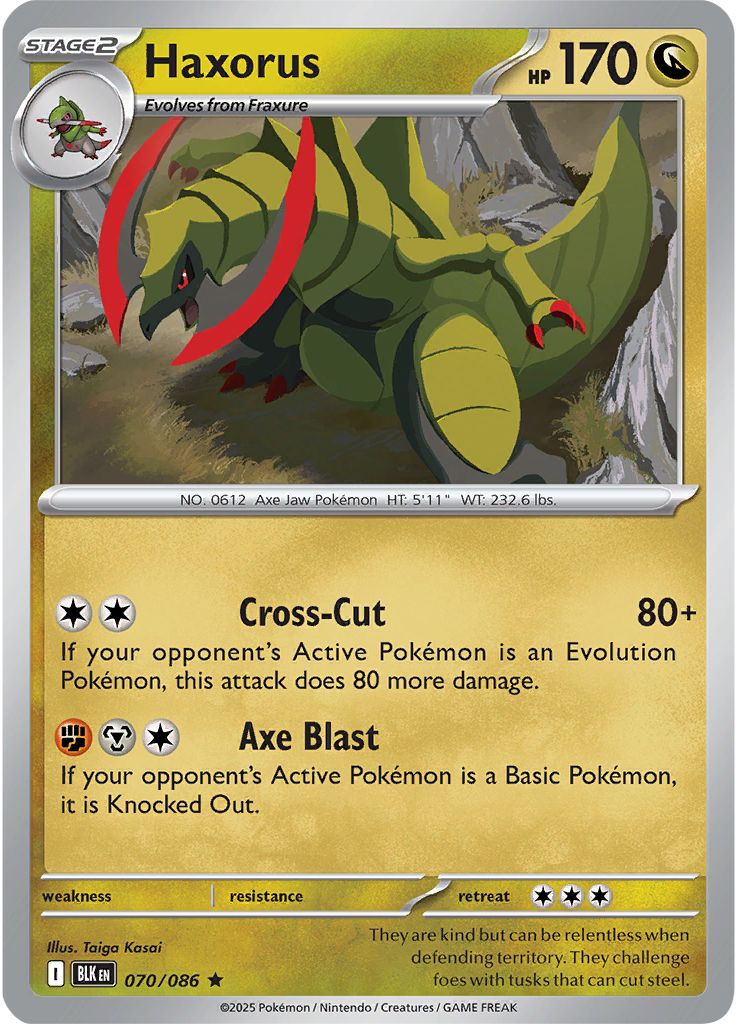 STAGE2
Haxorus
HP 170
Evolves from Fraxure
NO. 0612 Axe Jaw Pokémon HT: 5'11" WT: 232.6 lbs.
Cross-Cut 80+
If your opponent's Active Pokémon is an Evolution
Pokémon, this attack does 80 more damage.
Axe Blast
If your opponent's Active Pokémon is a Basic Pokémon,
it is Knocked Out.
weakness resistance retreat
Illus. Taiga Kasai
I BLK EN 070/086 ★
They are kind but can be relentless when
defending territory. They challenge
foes with tusks that can cut steel.
©2025 Pokémon / Nintendo / Creatures / GAME FREAK